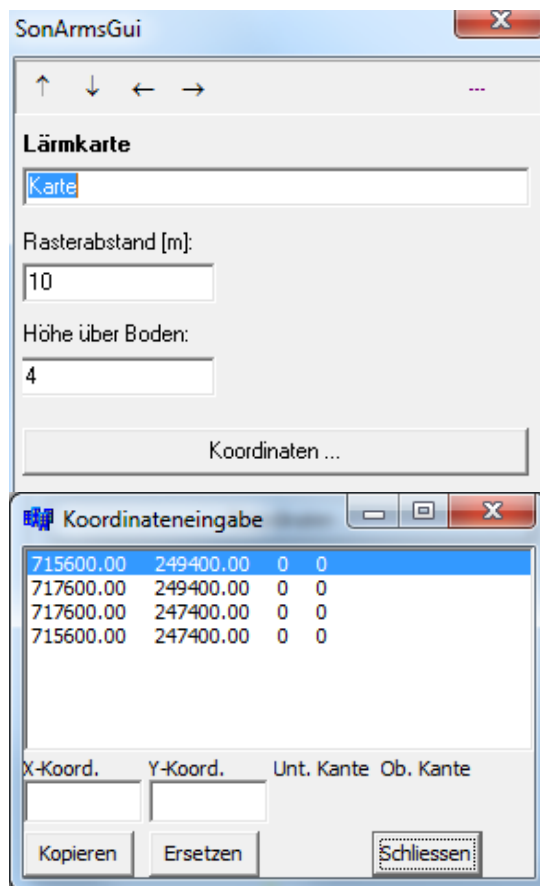 SonArmsGui
↑ ↓ ← → ---
Lärmkarte
Karte
Rasterabstand [m]:
10
Höhe über Boden:
4
Koordinaten ...
Koordinateneingabe
715600.00 249400.00 0 0
717600.00 249400.00 0 0
717600.00 247400.00 0 0
715600.00 247400.00 0 0
X-Koord. Y-Koord. Unt. Kante Ob. Kante
Kopieren Ersetzen Schliessen